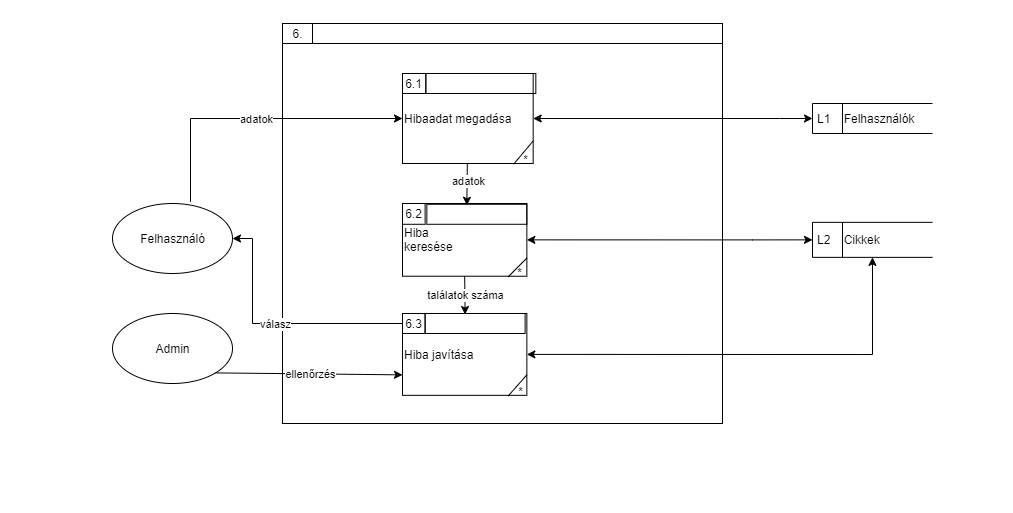 6.
6.1
adatok
Hibaadat megadása
*
L1
Felhasználók
adatok
6.2
Felhasználó
Hiba
keresése
*
L2
Cikkek
találatok száma
válasz
6.3
Admin
Hiba javítása
ellenőrzés
*